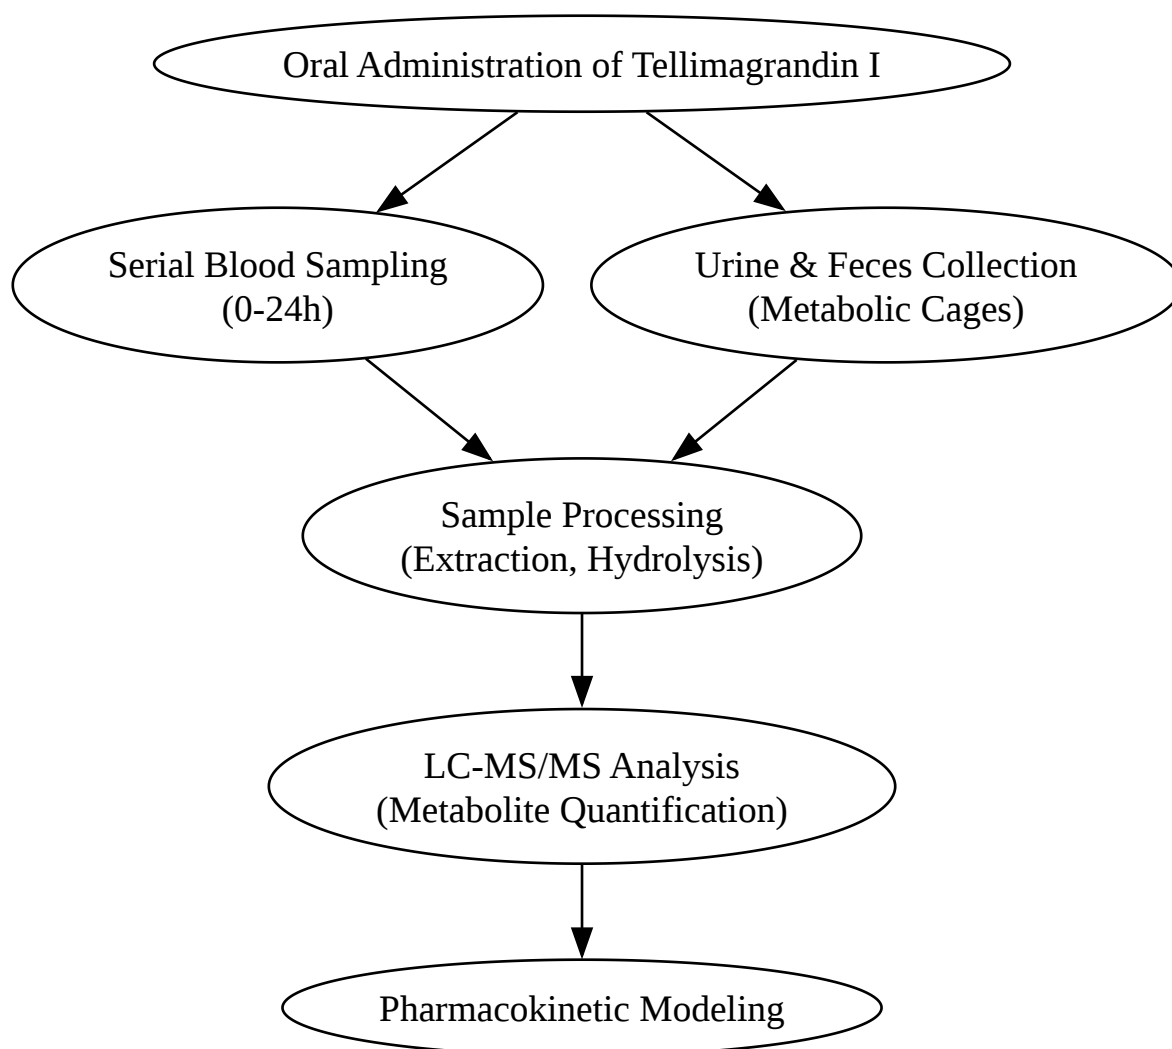 Oral Administration of Tellimagrandin I
Serial Blood Sampling
(0-24h)
Urine & Feces Collection
(Metabolic Cages)
Sample Processing
(Extraction, Hydrolysis)
LC-MS/MS Analysis
(Metabolite Quantification)
Pharmacokinetic Modeling